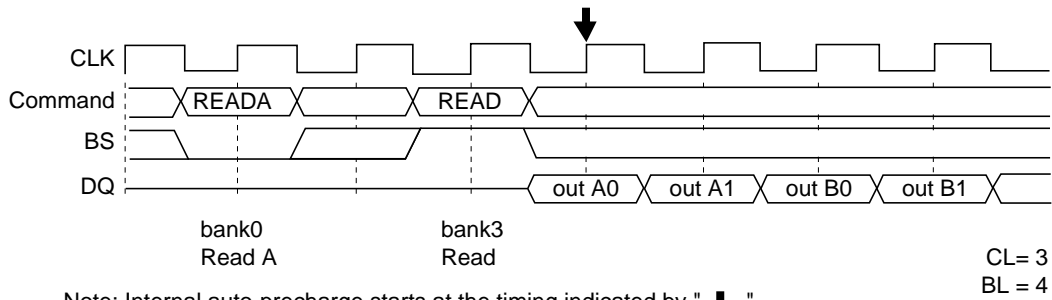 CLK
Command READA READ
BS
DQ out A0 out A1 out B0 out B1
bank0 bank3
Read A Read
CL= 3
BL = 4
Note: Internal auto-precharge starts at the timing indicated by " ".